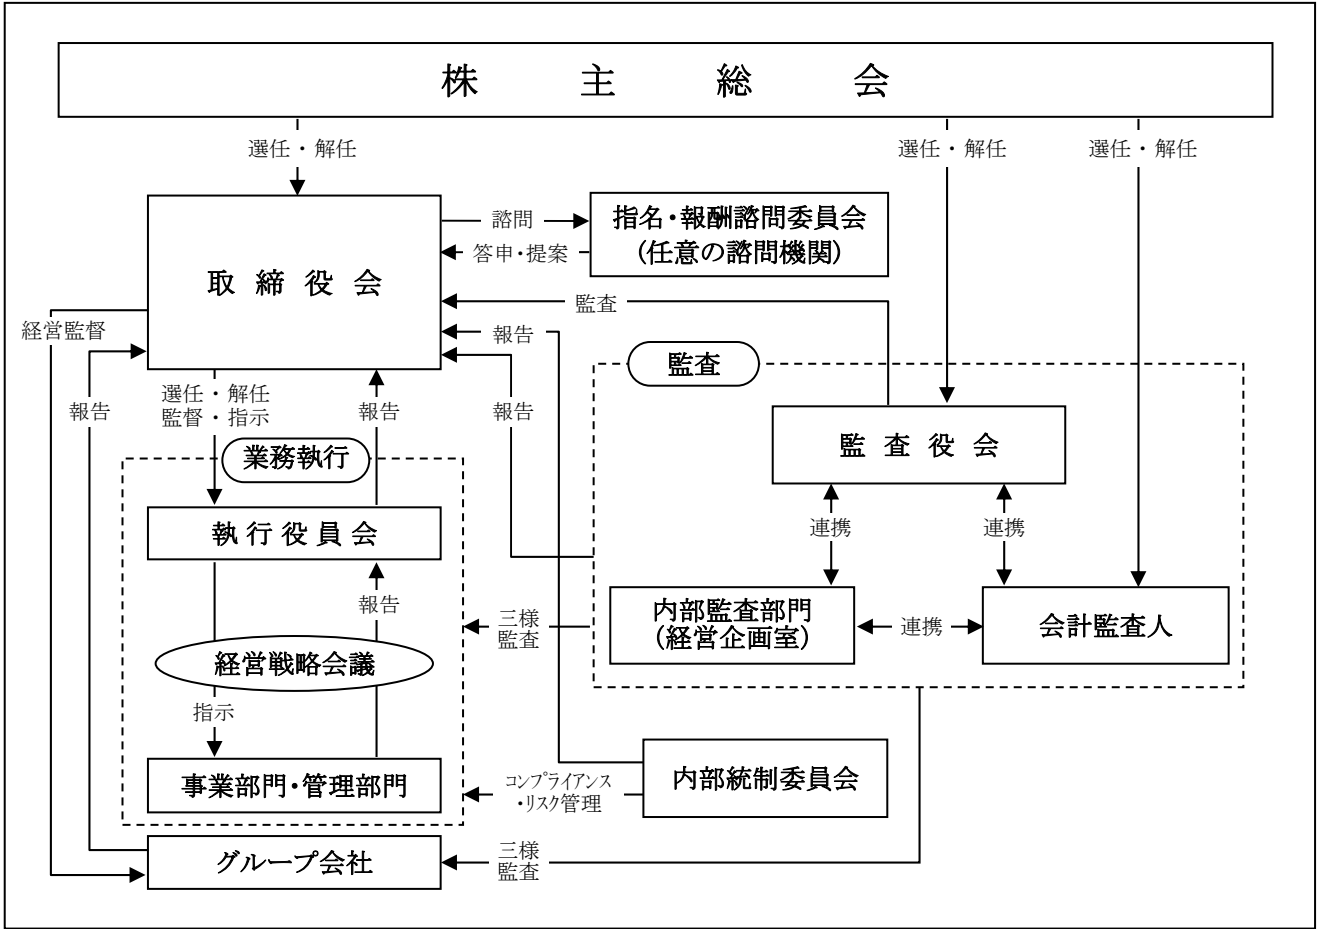 株主総会
選任・解任
選任・解任
選任・解任
取締役会
諮問
答申・提案
指名・報酬諮問委員会
(任意の諮問機関)
監査
経営監督
報告
監査
報告
選任・解任
監督・指示
報告
報告
業務執行
監査役会
執行役員会
連携
連携
報告
三様
監査
内部監査部門
(経営企画室)
連携
会計監査人
経営戦略会議
指示
事業部門・管理部門
コンプライアンス
・リスク管理
内部統制委員会
グループ会社
三様
監査